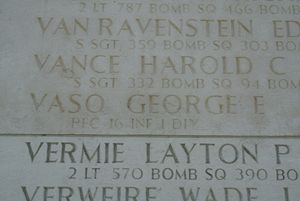 2 LT 787 BOMB SQ 466 BOMB
VAN RAVENSTEIN ED
S SGT, 359 BOMB SQ 303 BO
VANCE HAROLD C
S SGT 332 BOMB SQ 94 BOM
VASO GEORGE E
PFC 16 INF 1 DIV
VERMIE LAYTON P
2 LT 570 BOMB SQ 390 BO
VERWEIRE WADE J